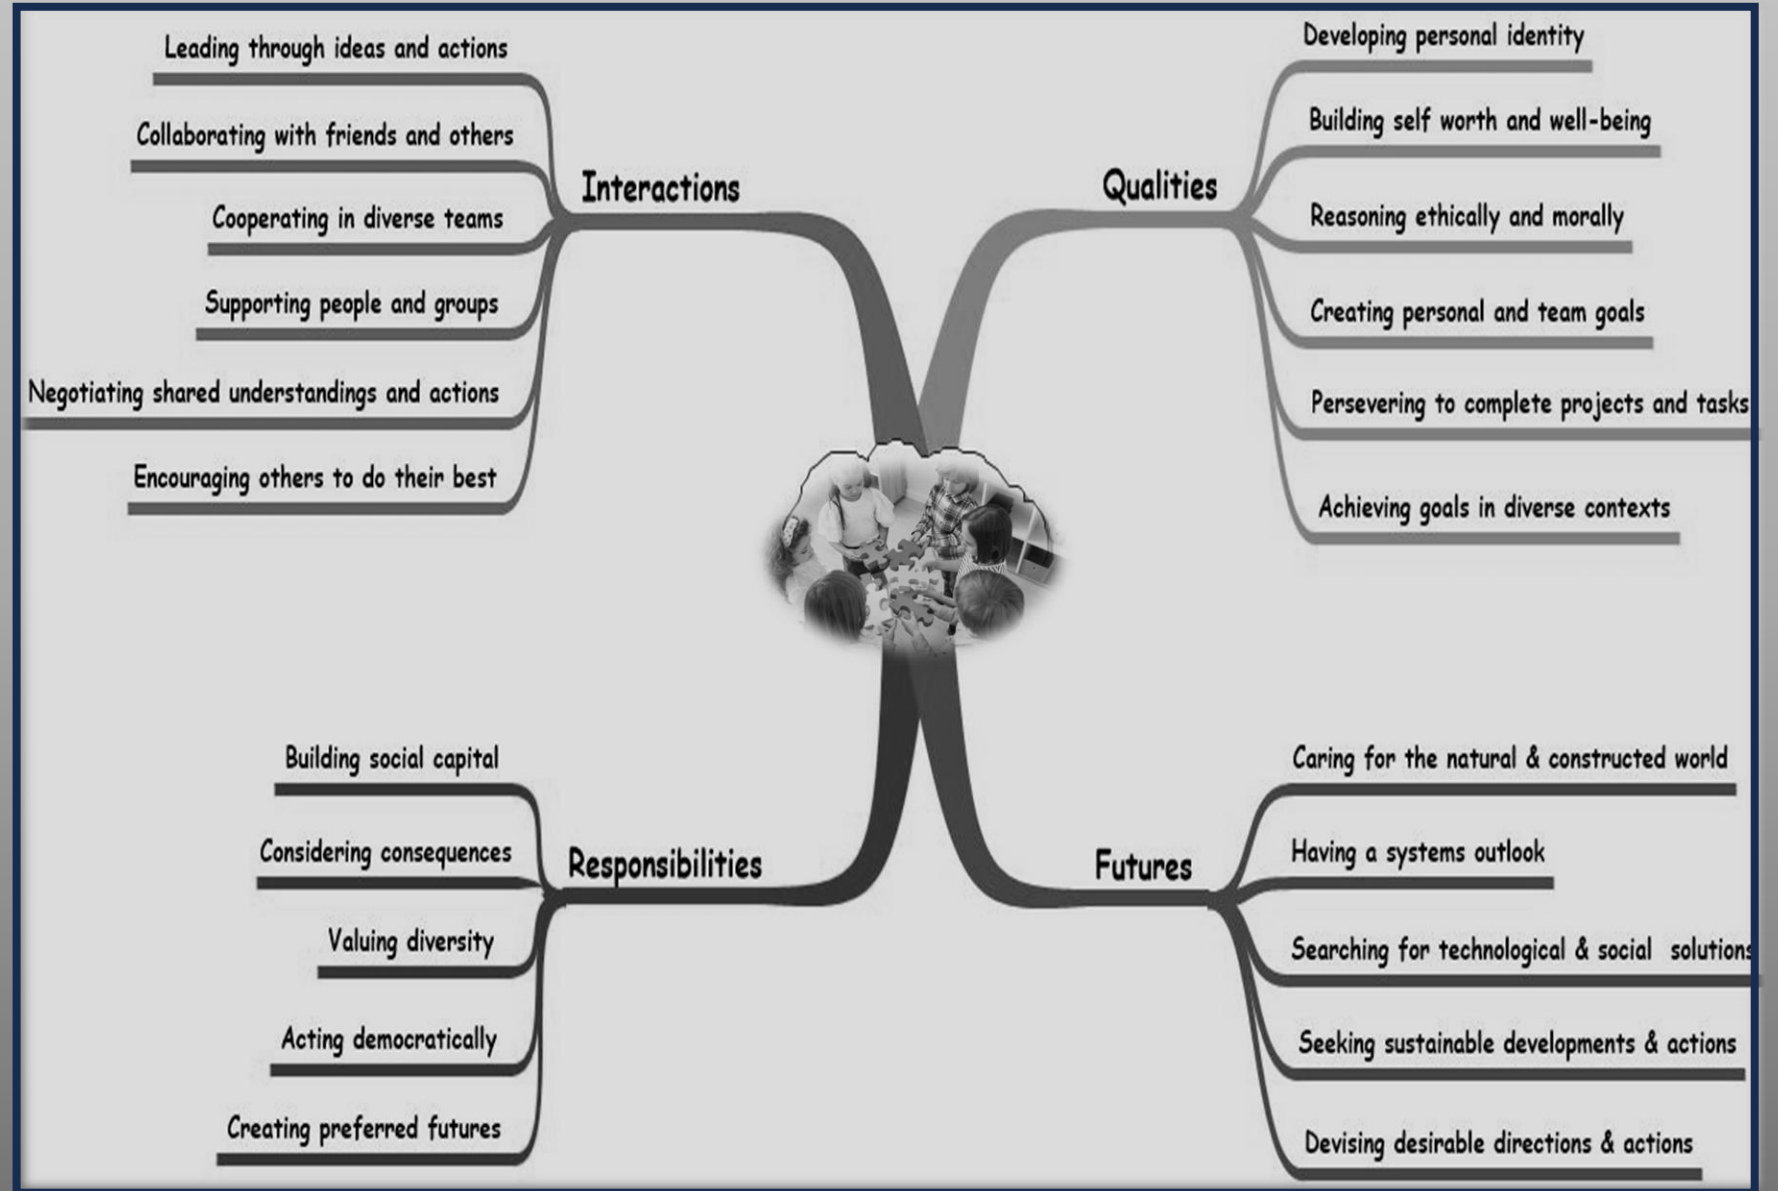 Interactions
Leading through ideas and actions
Collaborating with friends and others
Cooperating in diverse teams
Supporting people and groups
Negotiating shared understandings and actions
Encouraging others to do their best
Qualities
Developing personal identity
Building self worth and well-being
Reasoning ethically and morally
Creating personal and team goals
Persevering to complete projects and tasks
Achieving goals in diverse contexts
Responsibilities
Building social capital
Considering consequences
Valuing diversity
Acting democratically
Creating preferred futures
Futures
Caring for the natural & constructed world
Having a systems outlook
Searching for technological & social solutions
Seeking sustainable developments & actions
Devising desirable directions & actions